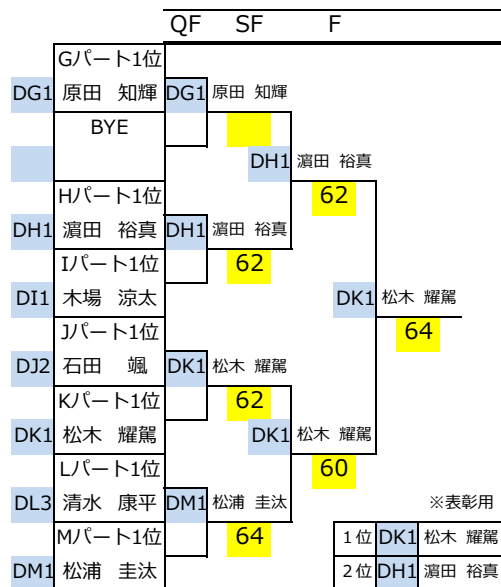 QF SF F
Gパート1位
DG1 原田 知輝 DG1 原田 知輝
BYE
DH1 濵田 裕真
Hパート1位 62
DH1 濵田 裕真 DH1 濵田 裕真
Iパート1位 62
DI1 木場 涼太 DK1 松木 耀駕
Jパート1位 64
DJ2 石田 颯 DK1 松木 耀駕
Kパート1位 62
DK1 松木 耀駕 DK1 松木 耀駕
Lパート1位 60
DL3 清水 康平 DM1 松浦 圭汰 ※表彰用
Mパート1位 64 1位 DK1 松木 耀駕
DM1 松浦 圭汰 2位 DH1 濵田 裕真